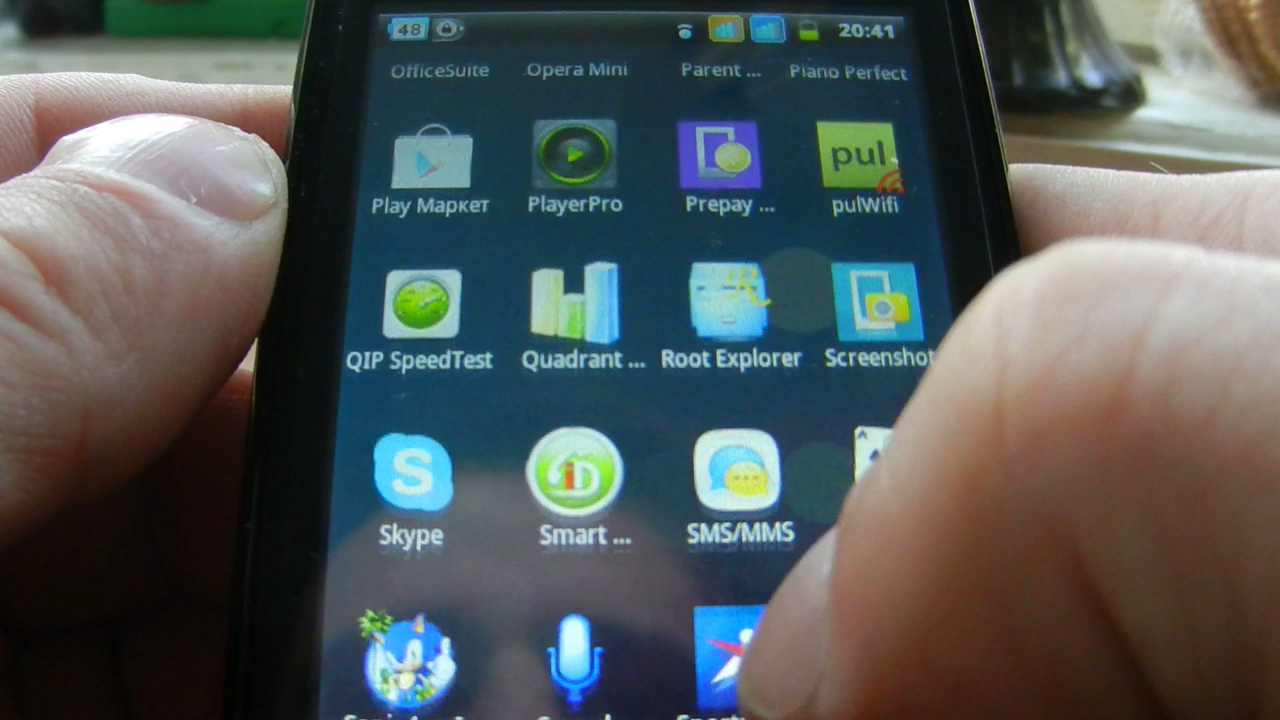 48 20:41
OfficeSuite Opera Mini Parent ... Piano Perfect
pul
Play Маркет PlayerPro Prepay ... pulWifi
QIP SpeedTest Quadrant ... Root Explorer Screenshot
S iD
A
Skype Smart ... SMS/MMS